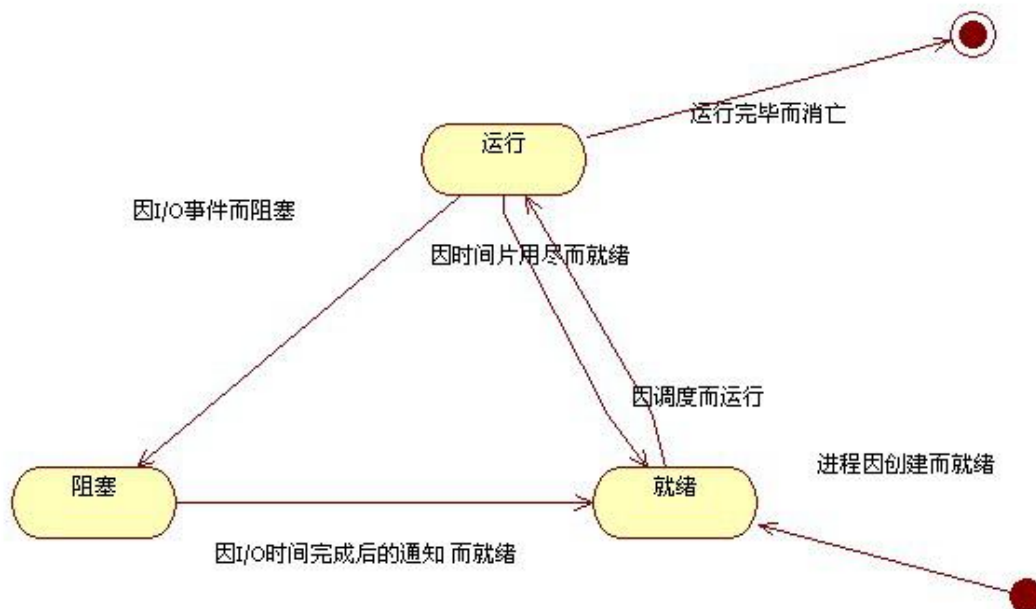 运行完毕而消亡
运行
因I/O事件而阻塞
因时间片用尽而就绪
因调度而运行
进程因创建而就绪
阻塞
就绪
因I/O时间完成后的通知 而就绪